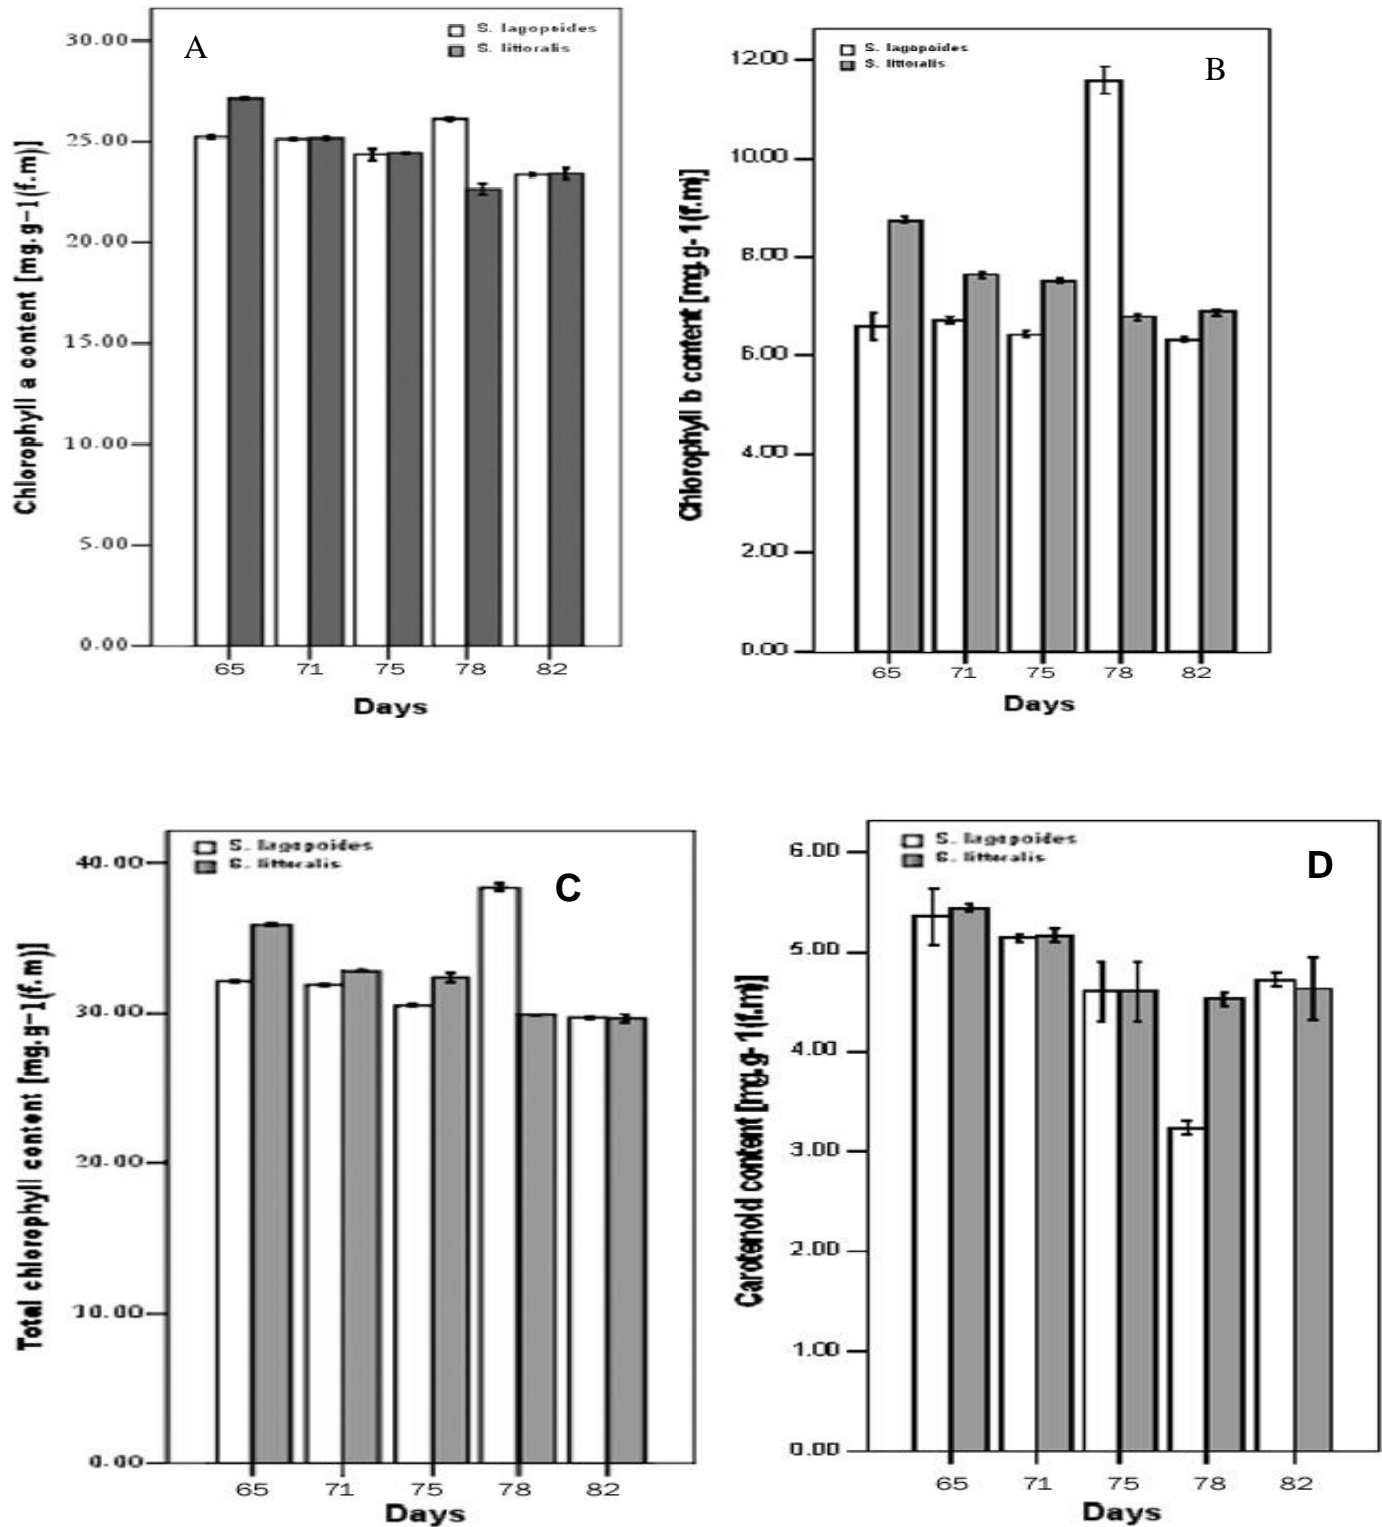 A
S. lagopoides
S. littoralis
30.00
25.00
20.00
15.00
10.00
5.00
0.00
Chlorophyll a content [mg.g-1(f.m)]
65 71 75 78 82
Days
B
S. lagopoides
S. littoralis
12.00
10.00
8.00
6.00
4.00
2.00
0.00
Chlorophyll b content [mg.g-1(f.m)]
65 71 75 78 82
Days
C
S. lagopoides
S. littoralis
40.00
30.00
20.00
10.00
0.00
Total chlorophyll content [mg.g-1(f.m)]
65 71 75 78 82
Days
D
S. lagopoides
S. littoralis
6.00
5.00
4.00
3.00
2.00
1.00
0.00
Carotenoid content [mg.g-1(f.m)]
65 71 75 78 82
Days